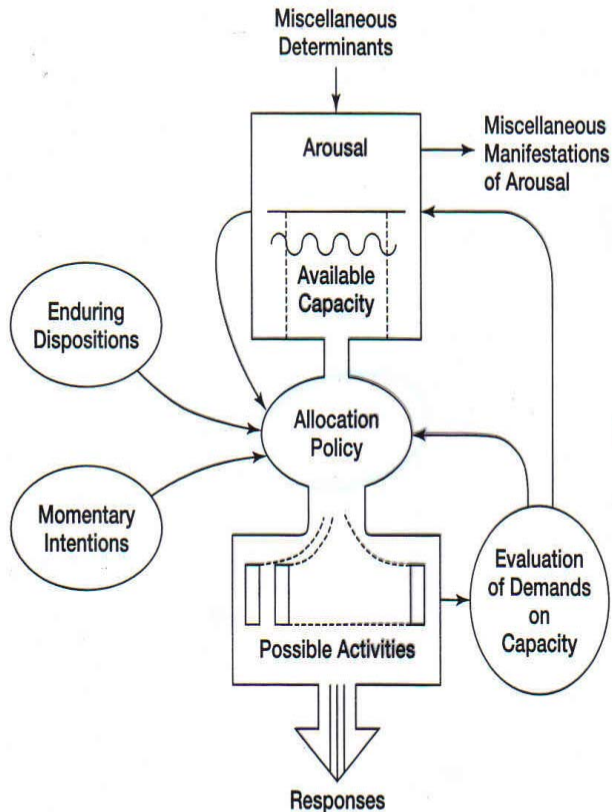 Miscellaneous
Determinants
Arousal
Miscellaneous
Manifestations
of Arousal
Available
Capacity
Enduring
Dispositions
Allocation
Policy
Momentary
Intentions
Evaluation
of Demands
on
Capacity
Possible Activities
Responses